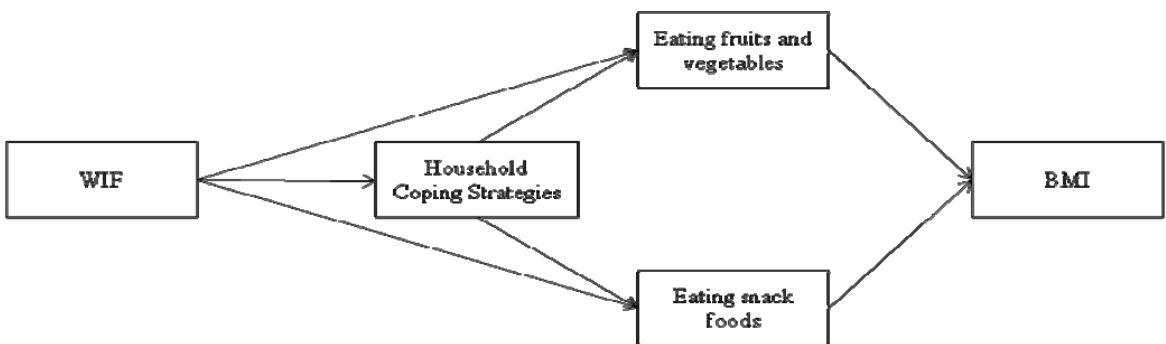 Eating fruits and
vegetables
WIF
Household
Coping Strategies
BMI
Eating snack
foods